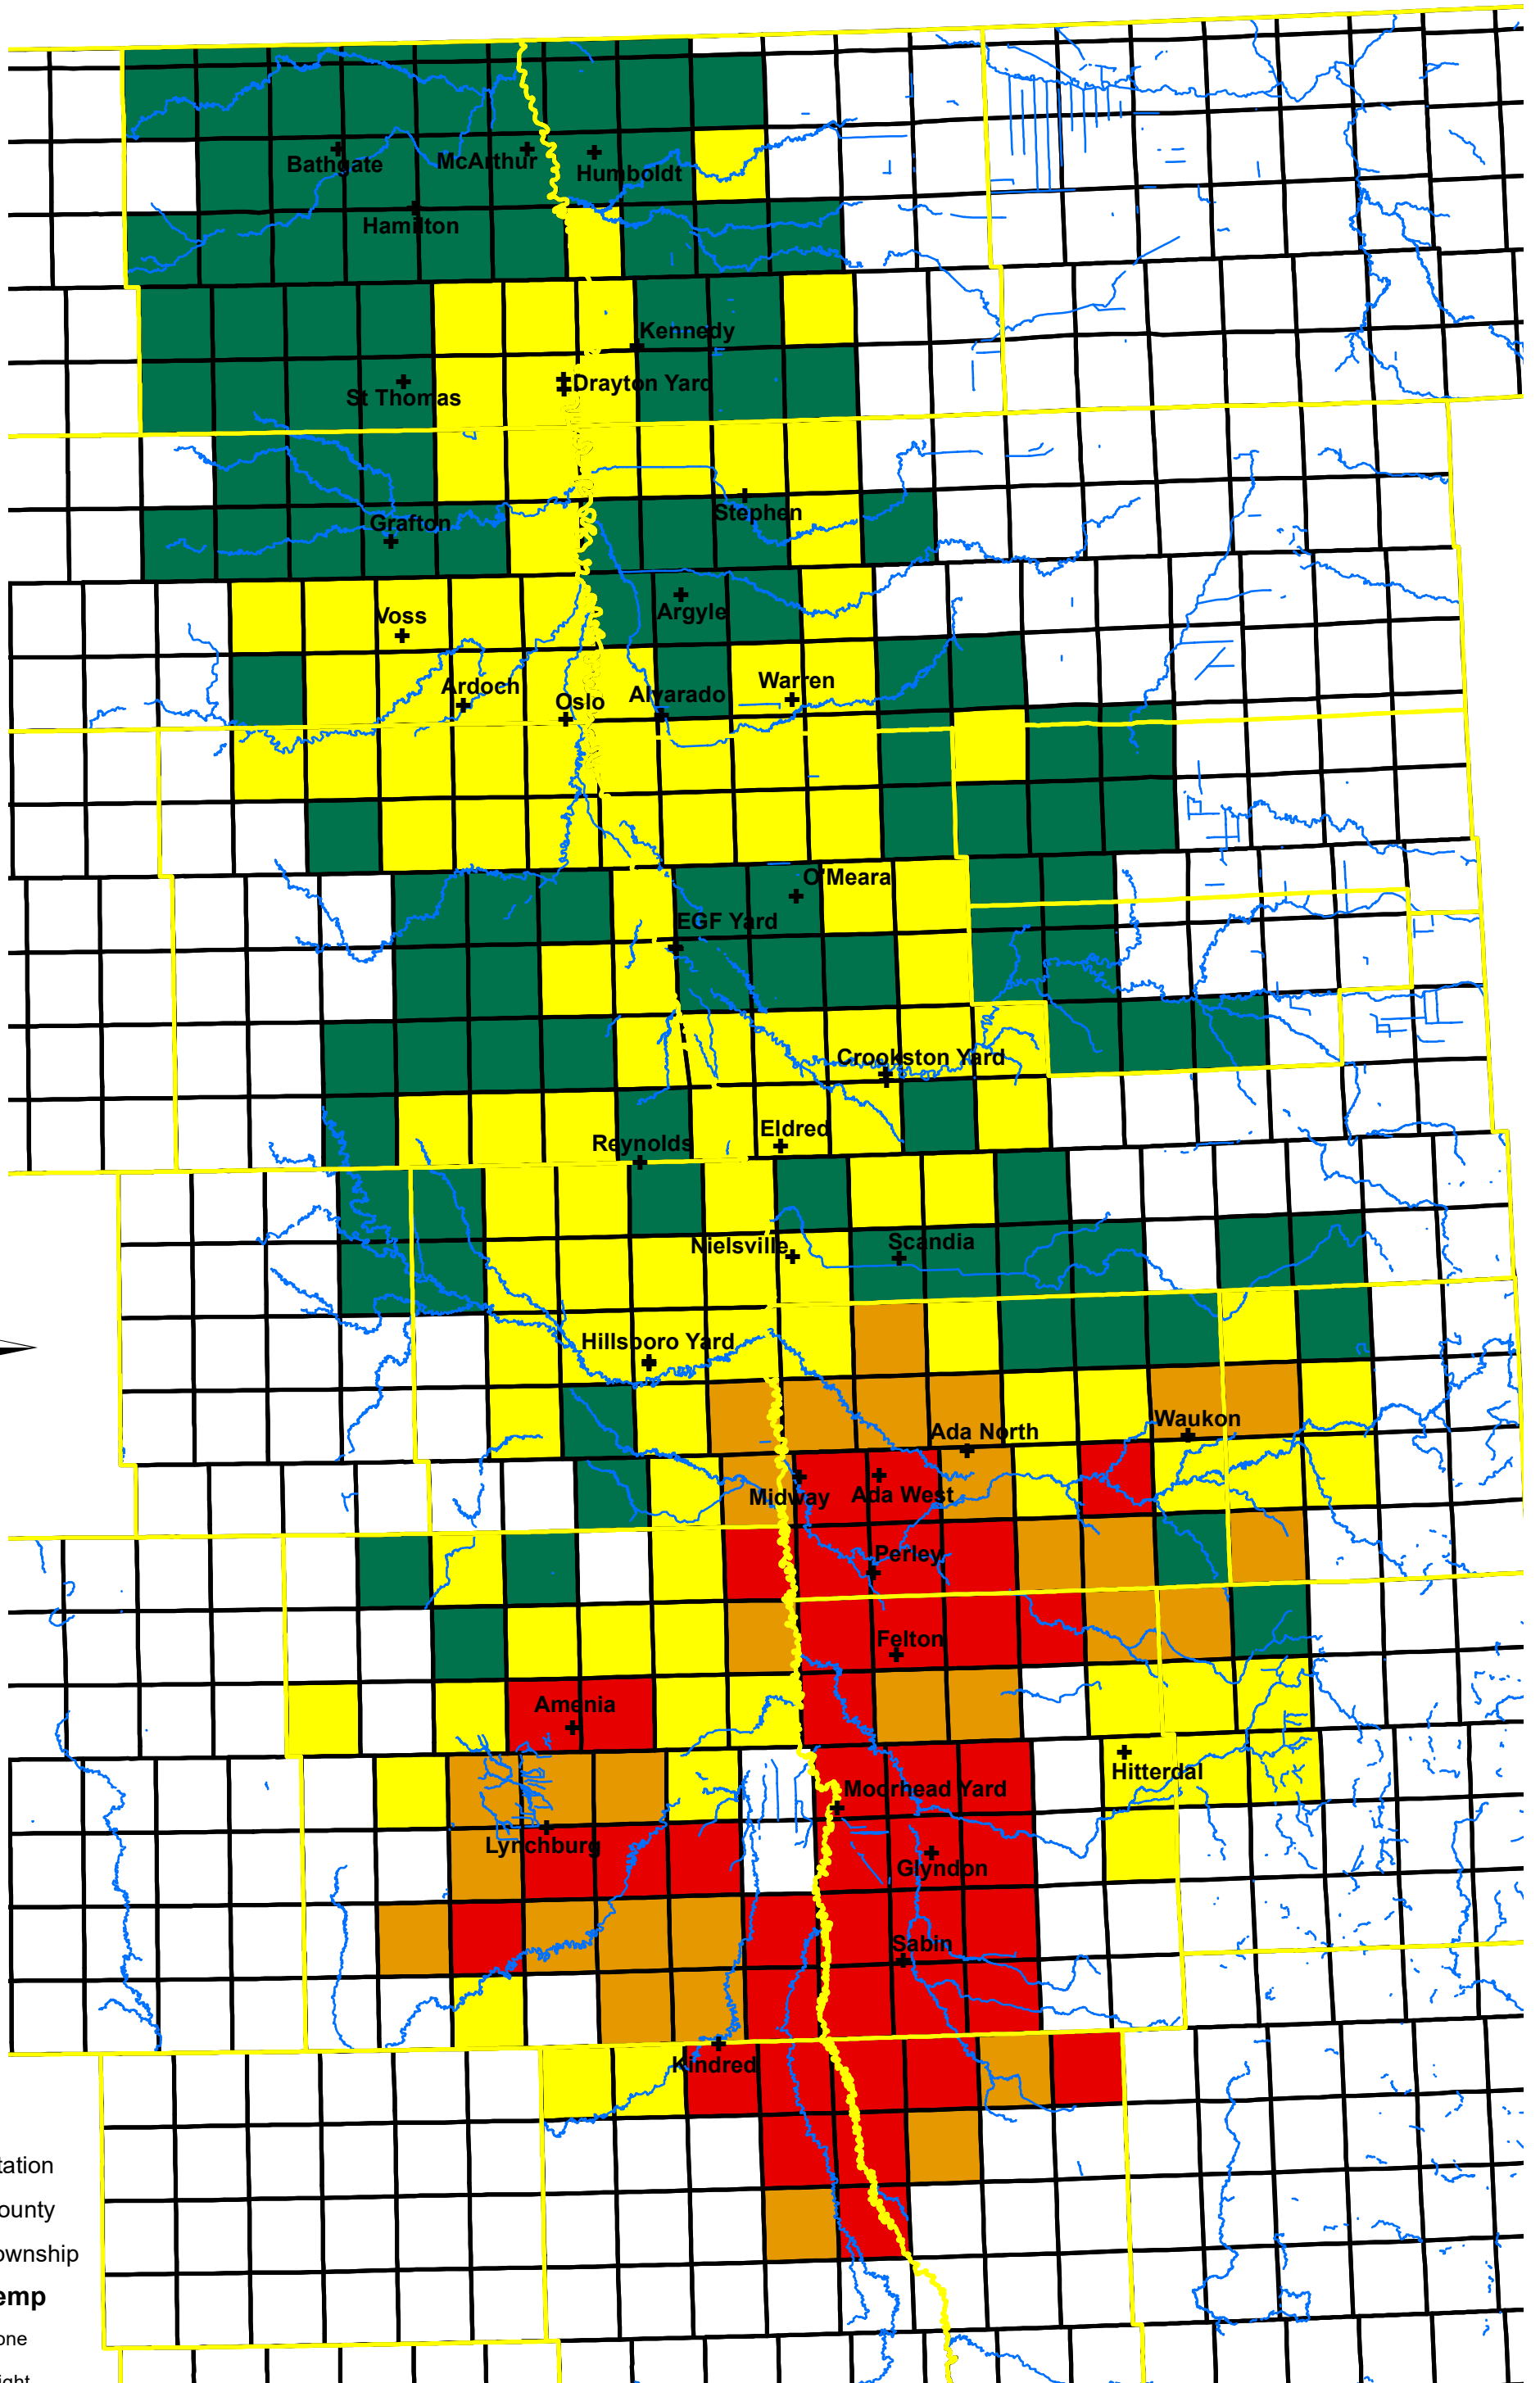 Bathgate
McArthur
Humboldt
Hamilton
Kennedy
Drayton Yard
St Thomas
Stephen
Grafton
Argyle
Voss
Warren
Ardoch
Alvarado
Oslo
O'Meara
EGF Yard
Crookston Yard
Eldred
Reynolds
Scandia
Nielsville
Hillsboro Yard
Waukon
Ada North
Midway
Ada West
Perley
Felton
Amenia
Hitterdal
Moorhead Yard
Lynchburg
Glyndon
Sabin
Kindred
tation
ounty
ownship
emp
one